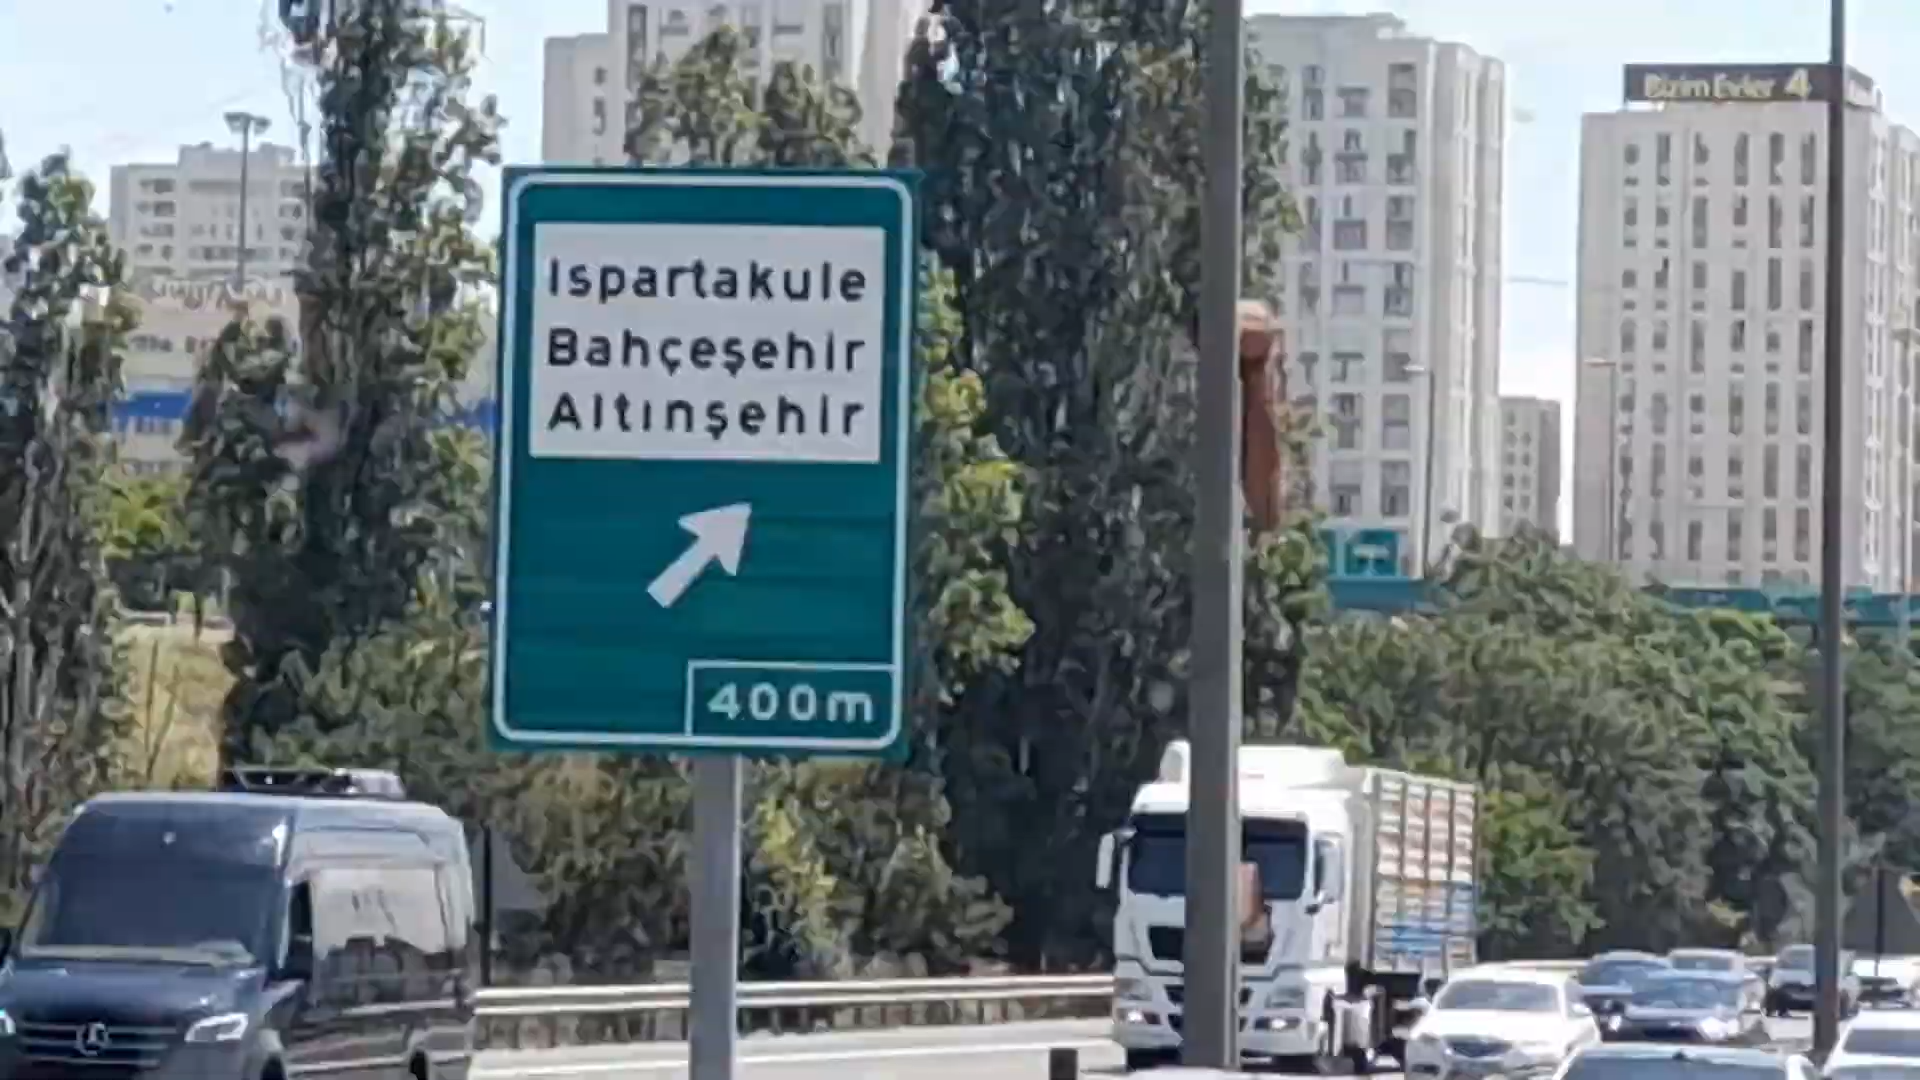 Bizim Evler 4
Ispartakule
Bahçeşehir
Altınşehir
400m